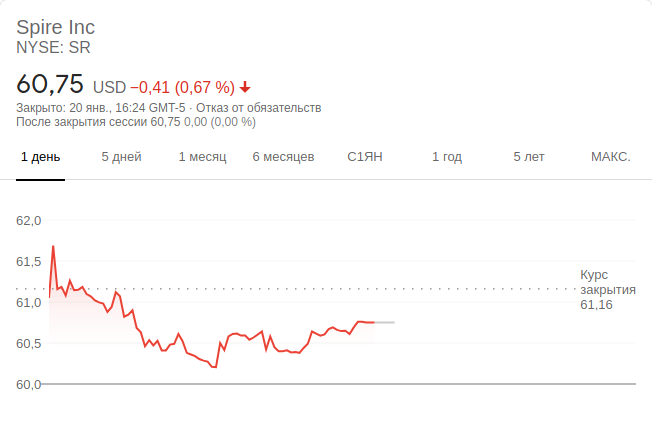 Spire Inc
NYSE: SR
60,75 USD −0,41 (0,67 %)
Закрыто: 20 янв., 16:24 GMT-5 · Отказ от обязательств
После закрытия сессии 60,75 0,00 (0,00 %)
1 день 5 дней 1 месяц 6 месяцев С1ЯН 1 год 5 лет МАКС.
62,0
61,5
Курс
закрытия
61,16
61,0
60,5
60,0